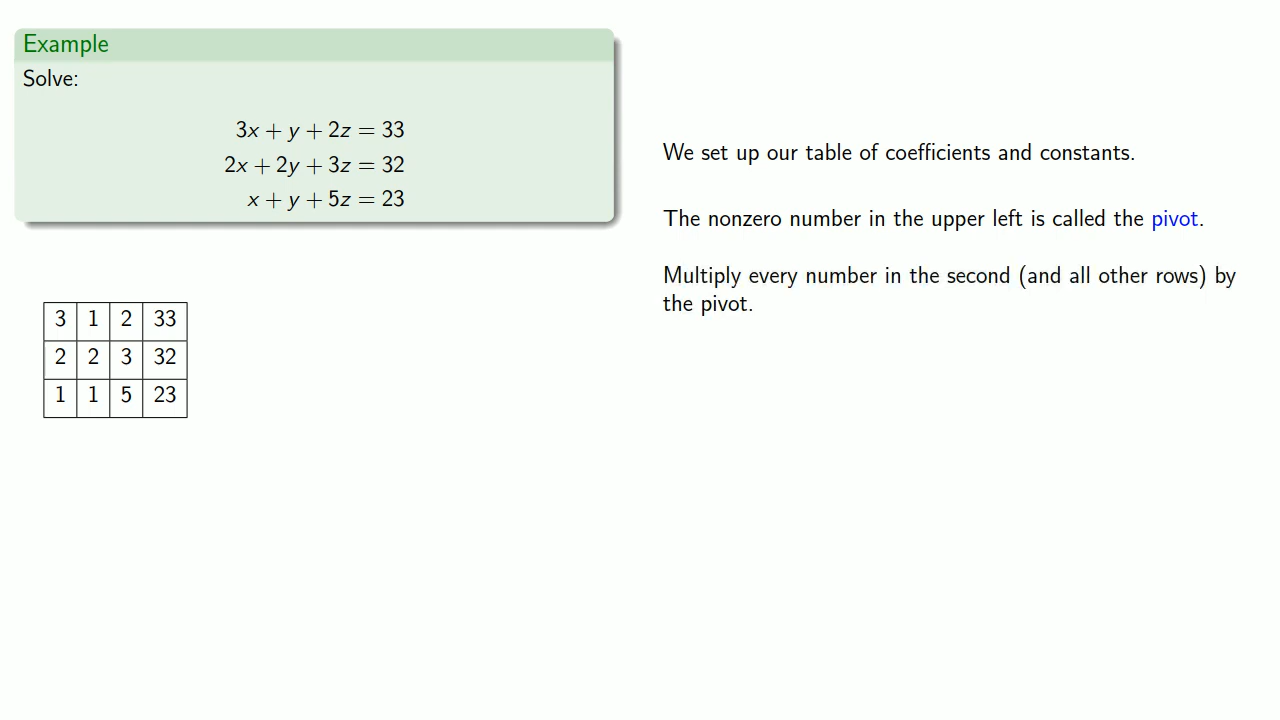 Example
Solve:
3x + y + 2z = 33
2x + 2y + 3z = 32
x + y + 5z = 23
We set up our table of coefficients and constants.
The nonzero number in the upper left is called the pivot.
Multiply every number in the second (and all other rows) by
the pivot.
3 1 2 33
2 2 3 32
1 1 5 23